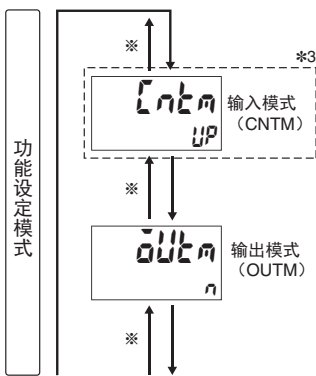 功能设定模式
※
*3
Cntm
UP
输入模式
（CNTM）
※
OUtm
n
输出模式
（OUTM）
※